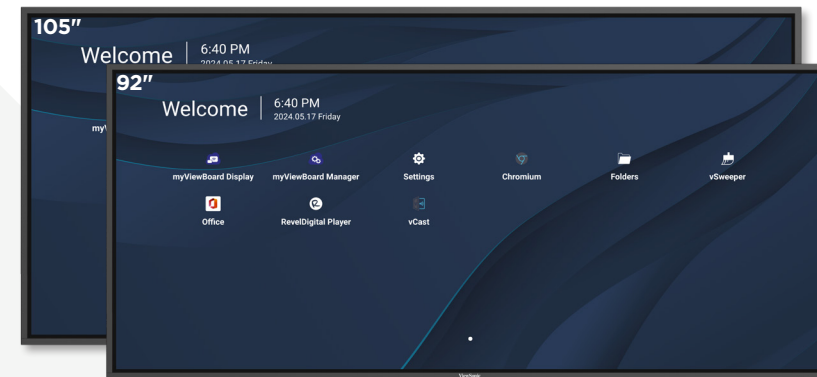 105"
Welcome
6:40 PM
2024.05.17 Friday
92"
Welcome
6:40 PM
2024.05.17 Friday
myViewBoard Display
myViewBoard Manager
Settings
Chromium
Folders
vSweeper
Office
RevelDigital Player
vCast
ViewSonic